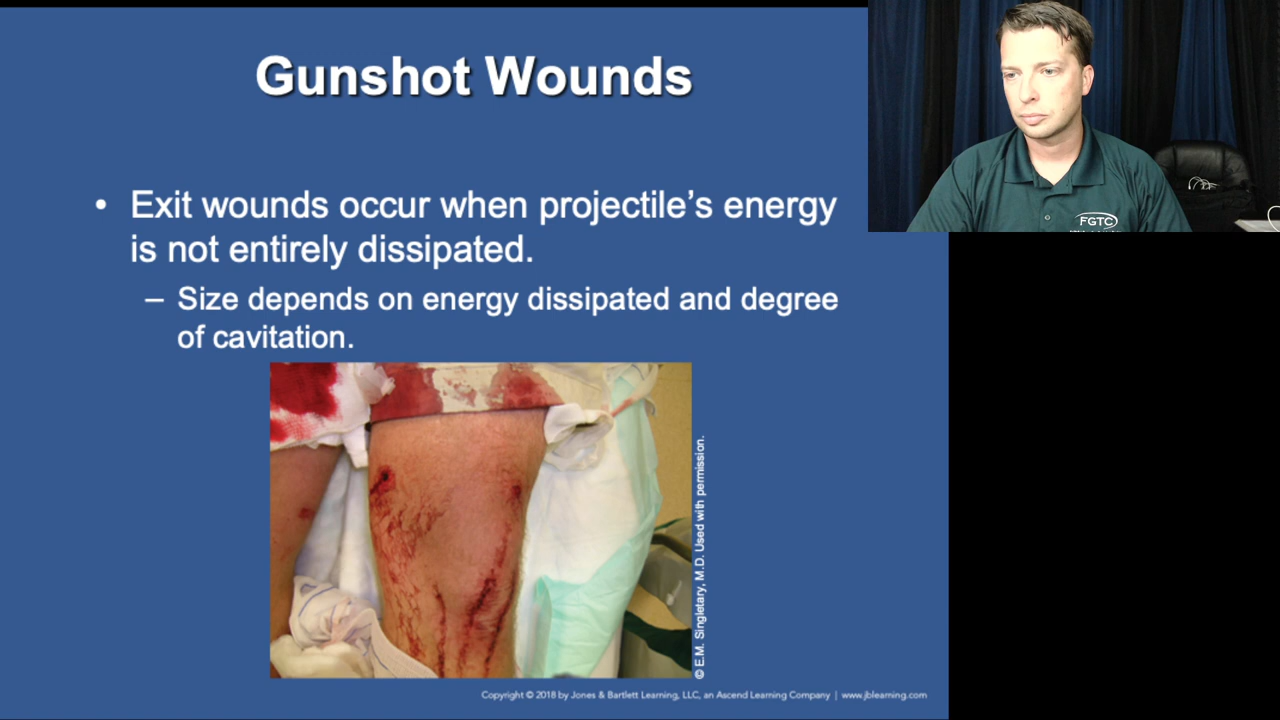 Gunshot Wounds
• Exit wounds occur when projectile's energy
is not entirely dissipated.
– Size depends on energy dissipated and degree
of cavitation.
© E.M. Singletary, M.D. Used with permission.
Copyright © 2018 by Jones & Bartlett Learning, LLC, an Ascend Learning Company | www.jblearning.com
FGTC